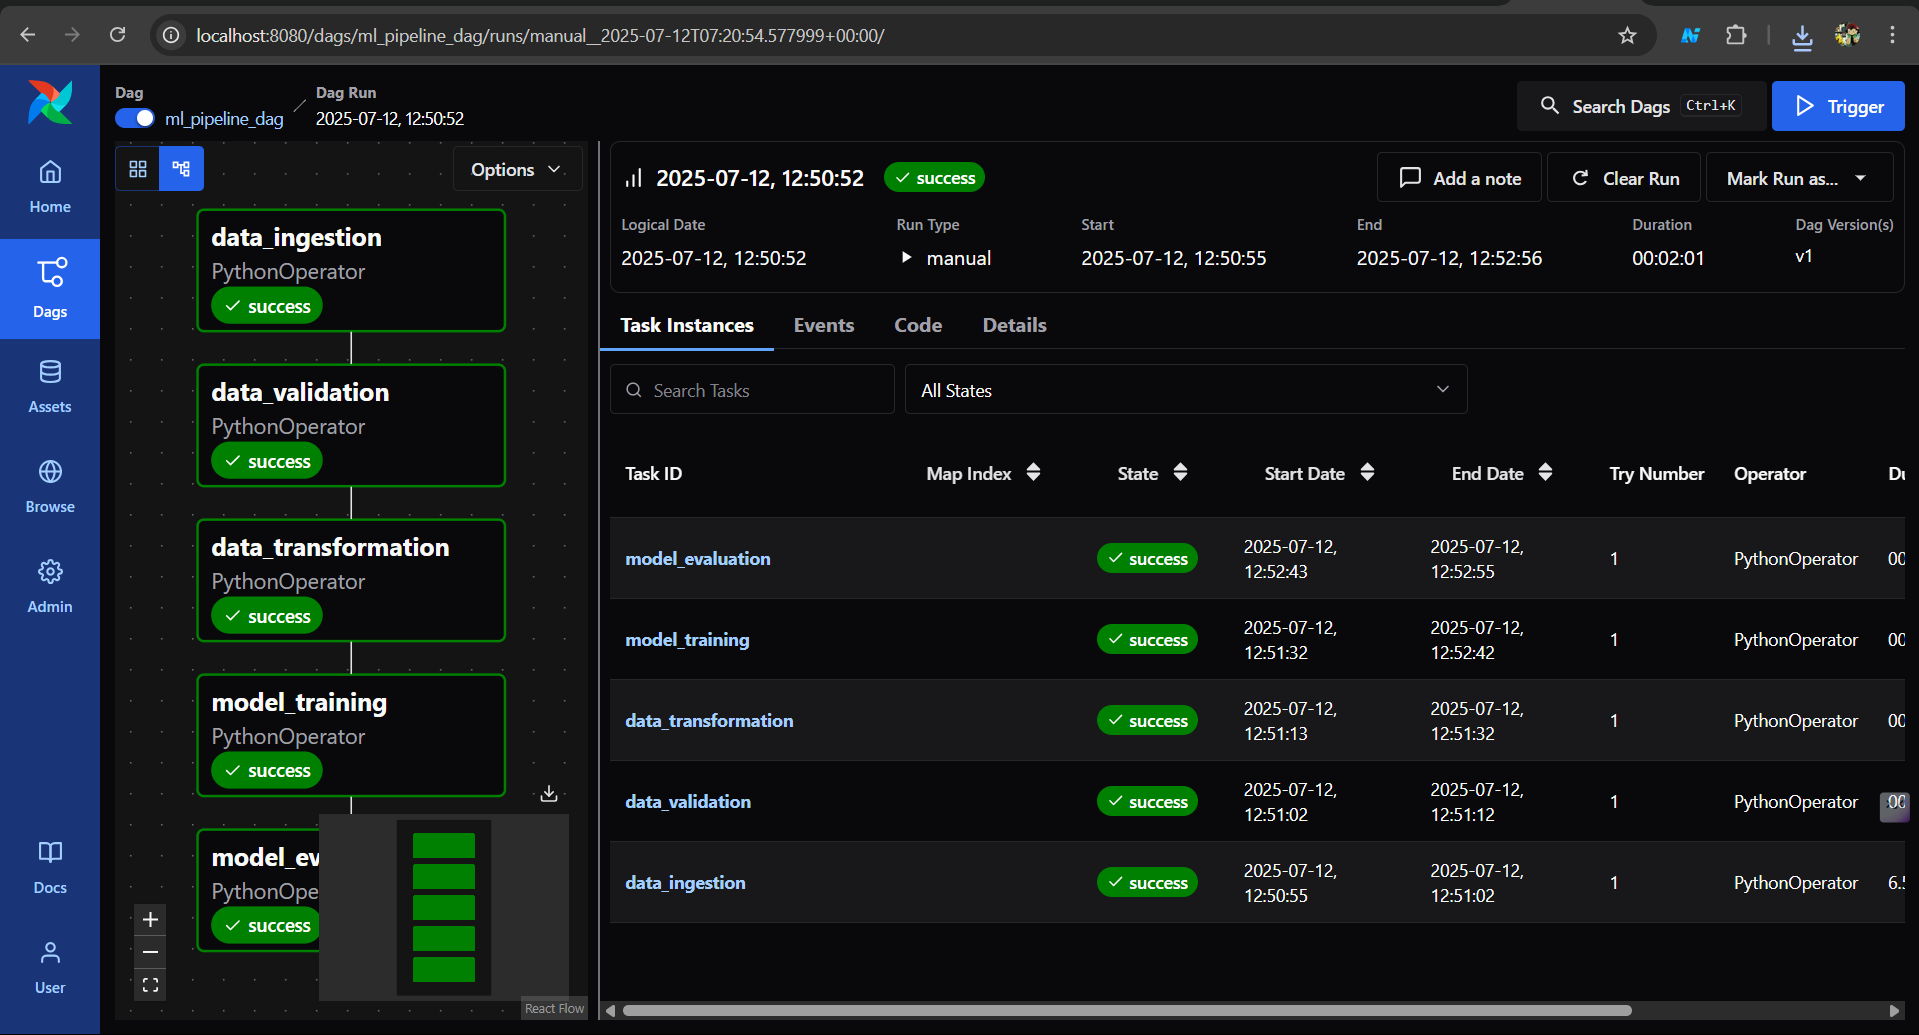 localhost:8080/dags/ml_pipeline_dag/runs/manual__2025-07-12T07:20:54.577999+00:00/
Home
Dags
Assets
Browse
Admin
Docs
User
Dag
ml_pipeline_dag
Dag Run
2025-07-12, 12:50:52
Search Dags Ctrl+K
Trigger
Options
data_ingestion
PythonOperator
success
data_validation
PythonOperator
success
data_transformation
PythonOperator
success
model_training
PythonOperator
success
model_ev
PythonOpe
success
React Flow
2025-07-12, 12:50:52 success
Add a note
Clear Run
Mark Run as...
Logical Date Run Type Start End Duration Dag Version(s)
2025-07-12, 12:50:52 manual 2025-07-12, 12:50:55 2025-07-12, 12:52:56 00:02:01 v1
Task Instances Events Code Details
Search Tasks
All States
Task ID Map Index State Start Date End Date Try Number Operator Du
model_evaluation success 2025-07-12, 12:52:43 2025-07-12, 12:52:55 1 PythonOperator 00
model_training success 2025-07-12, 12:51:32 2025-07-12, 12:52:42 1 PythonOperator 00
data_transformation success 2025-07-12, 12:51:13 2025-07-12, 12:51:32 1 PythonOperator 00
data_validation success 2025-07-12, 12:51:02 2025-07-12, 12:51:12 1 PythonOperator 00
data_ingestion success 2025-07-12, 12:50:55 2025-07-12, 12:51:02 1 PythonOperator 6.5